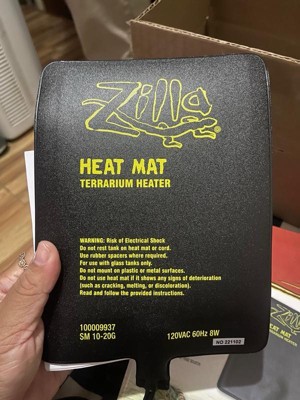 Zilla
HEAT MAT
TERRARIUM HEATER
WARNING: Risk of Electrical Shock
Do not rest tank on heat mat or cord.
Use rubber spacers where required.
For use with glass tanks only.
Do not mount on plastic or metal surfaces.
Do not use heat mat if it shows any signs of deterioration
(such as cracking, melting, or discoloration).
Read and follow the provided instructions.
100009937
SM 10-20G
120VAC 60Hz 8W
NO 221102